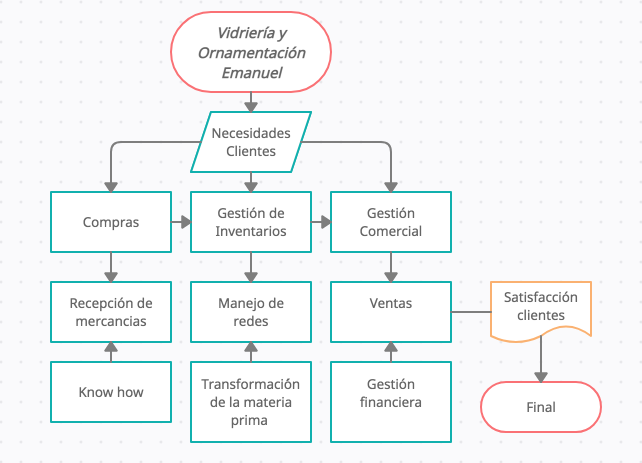 Vidriería y
Ornamentación
Emanuel
Necesidades
Clientes
Compras
Gestión de
Inventarios
Gestión
Comercial
Recepción de
mercancias
Manejo de
redes
Ventas
Satisfacción
clientes
Know how
Transformación
de la materia
prima
Gestión
financiera
Final